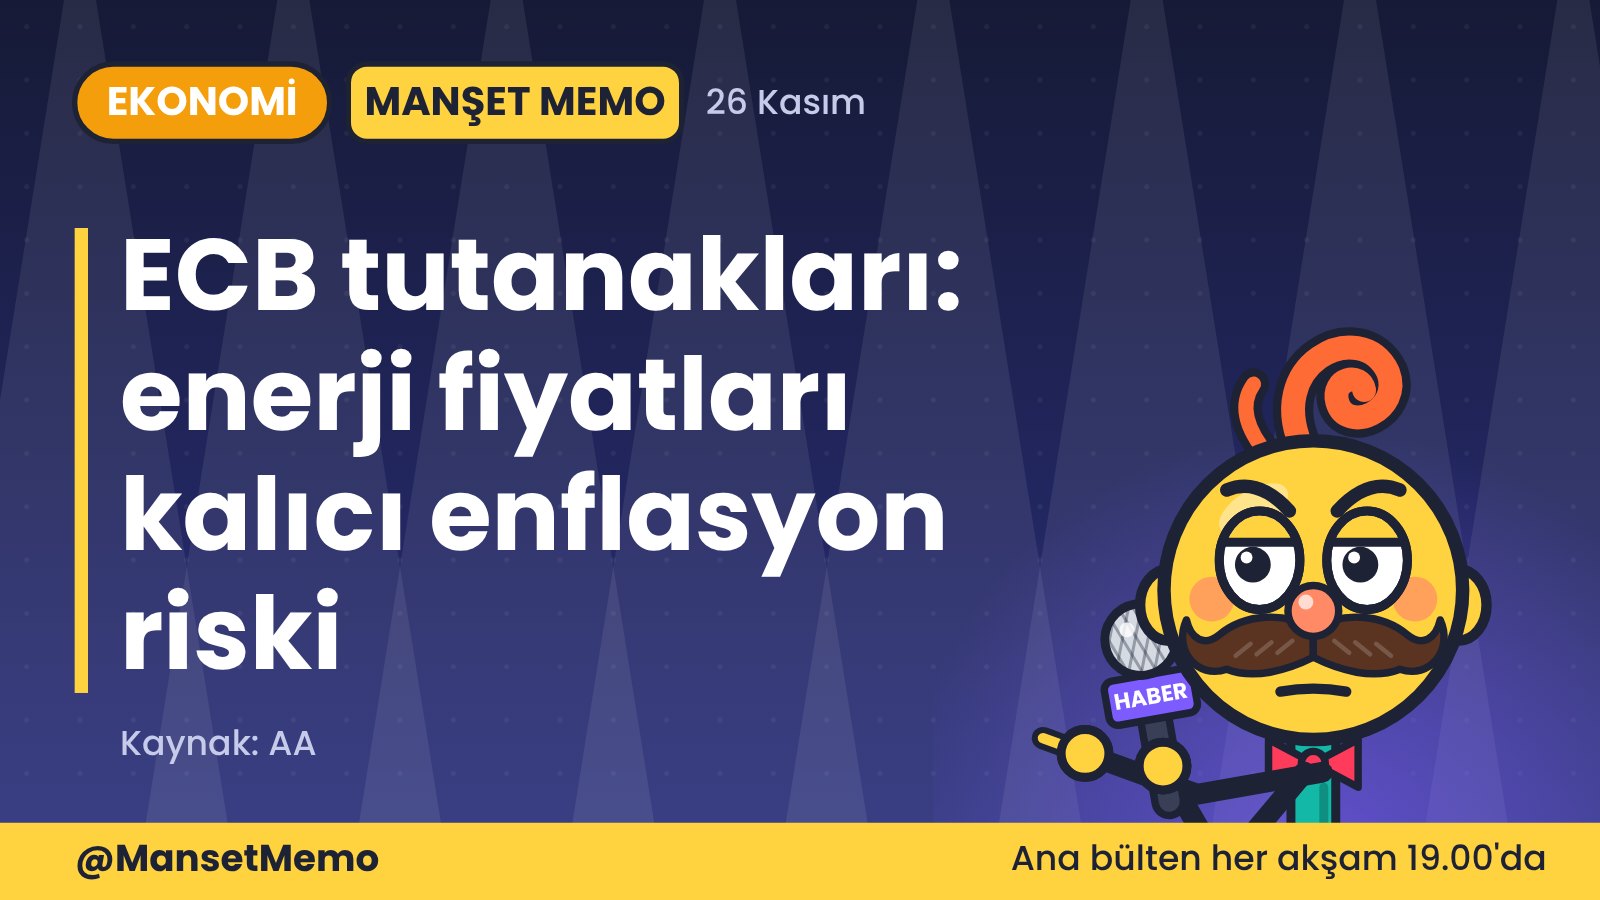 EKONOMİ
MANŞET MEMO
26 Kasım
ECB tutanakları:
enerji fiyatları
kalıcı enflasyon
riski
HABER
Kaynak: AA
@MansetMemo
Ana bülten her akşam 19.00'da